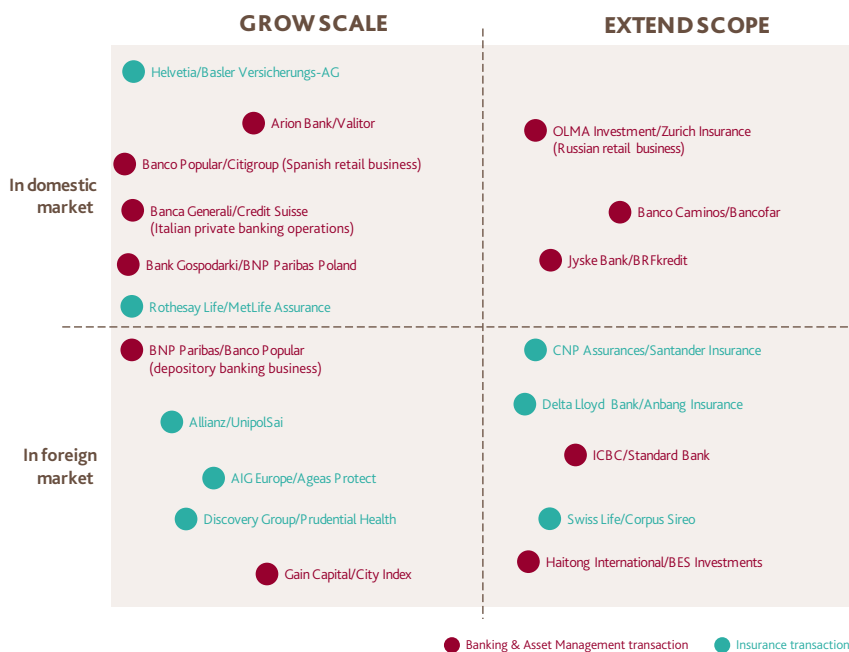 GROW SCALE
EXTEND SCOPE
In domestic
market
Helvetia/Basler Versicherungs-AG
Arion Bank/Valitor
Banco Popular/Citigroup (Spanish retail business)
Banca Generali/Credit Suisse
(Italian private banking operations)
Bank Gospodarki/BNP Paribas Poland
Rothesay Life/MetLife Assurance
OLMA Investment/Zurich Insurance
(Russian retail business)
Banco Caminos/Bancofar
Jyske Bank/BRFkredit
In foreign
market
BNP Paribas/Banco Popular
(depository banking business)
Allianz/UnipolSai
AIG Europe/Ageas Protect
Discovery Group/Prudential Health
Gain Capital/City Index
CNP Assurances/Santander Insurance
Delta Lloyd Bank/Anbang Insurance
ICBC/Standard Bank
Swiss Life/Corpus Sireo
Haitong International/BES Investments
Banking & Asset Management transaction
Insurance transaction